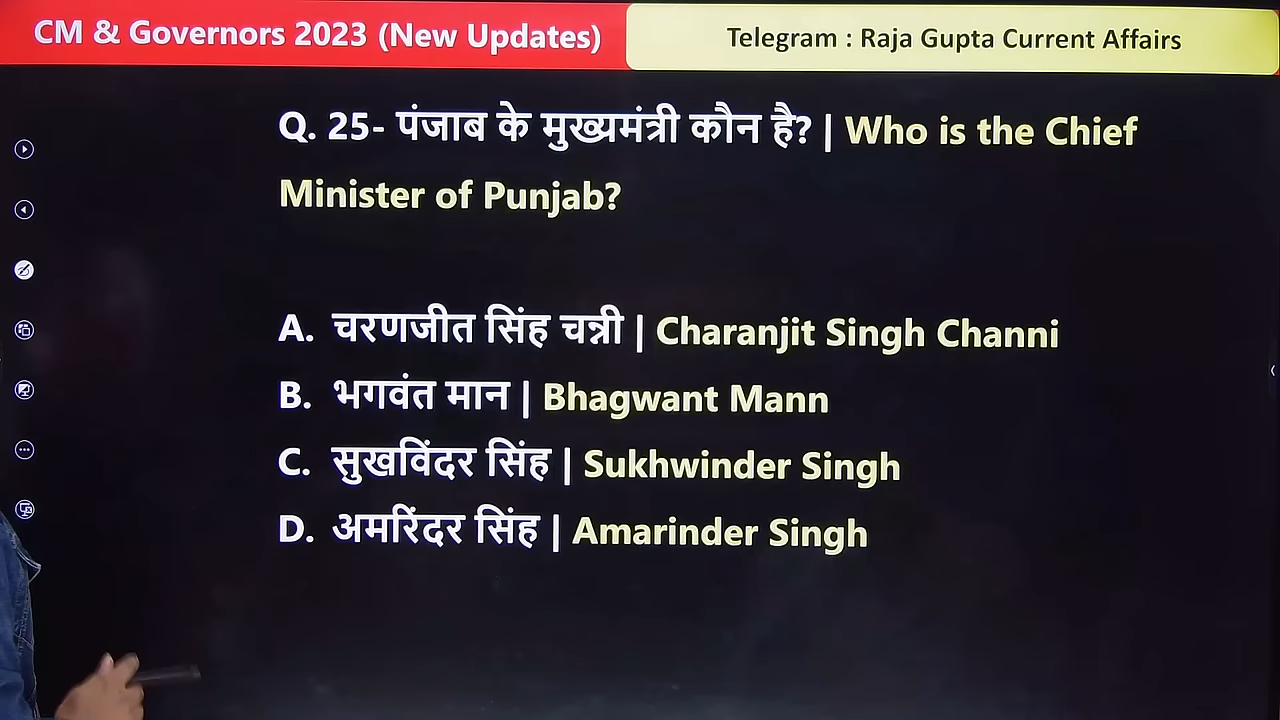 CM & Governors 2023 (New Updates)
Telegram : Raja Gupta Current Affairs
Q. 25- पंजाब के मुख्यमंत्री कौन है? | Who is the Chief
Minister of Punjab?
A. चरणजीत सिंह चन्नी | Charanjit Singh Channi
B. भगवंत मान | Bhagwant Mann
C. सुखविंदर सिंह | Sukhwinder Singh
D. अमरिंदर सिंह | Amarinder Singh